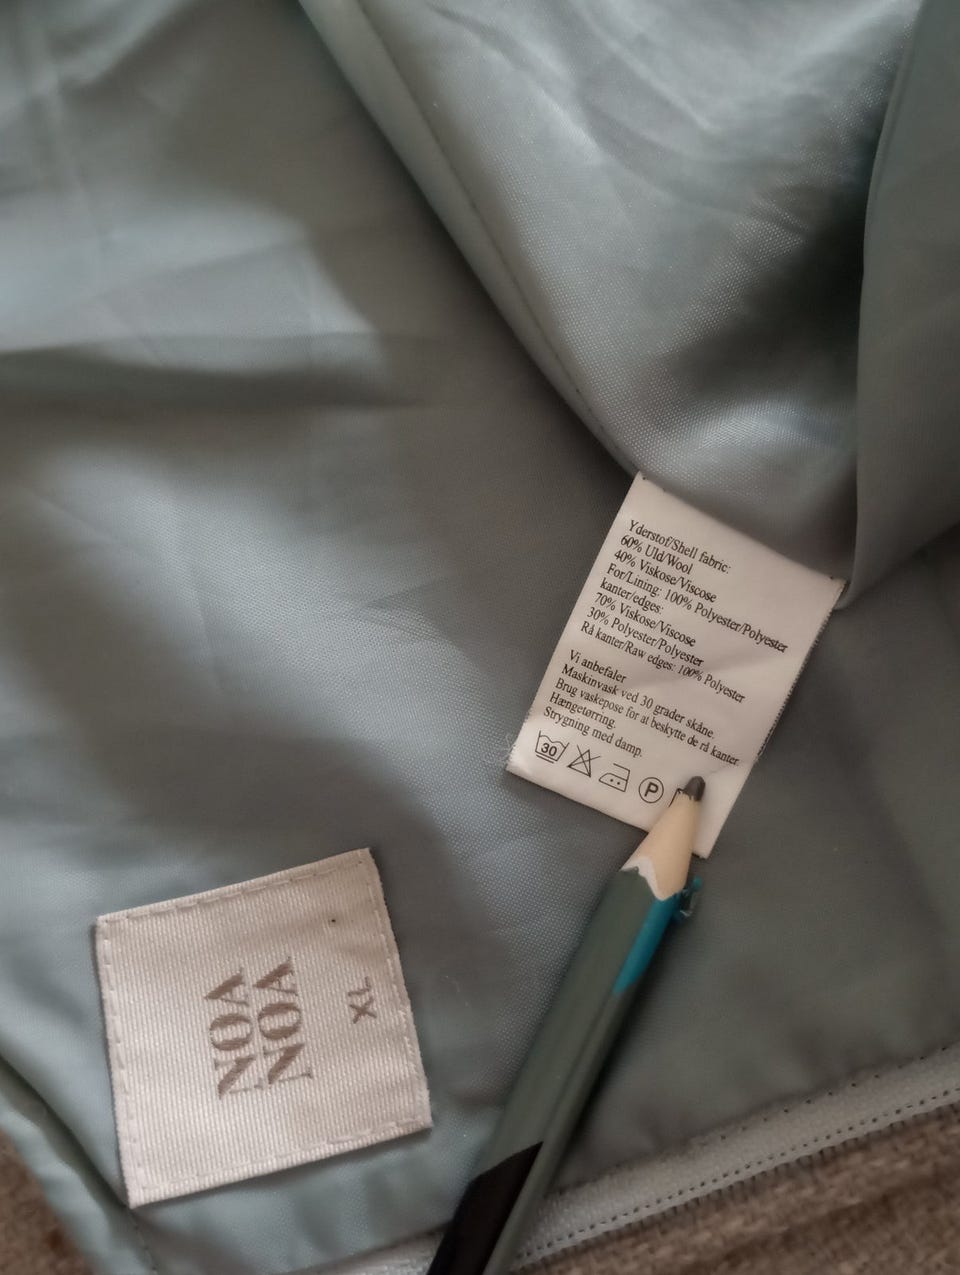 Yderstof/Shell fabric:
60% Uld/Wool
40% Viskose/Viscose
For/Lining: 100% Polyester/Polyester
kanter/edges:
70% Viskose/Viscose
30% Polyester/Polyester
Rå kanter/Raw edges: 100% Polyester
Vi anbefaler
Maskinvask ved 30 grader skåne.
Brug vaskepose for at beskytte de rå kanter.
Hængetørring.
Strygning med damp.
30 P
NOA
NOA
XL